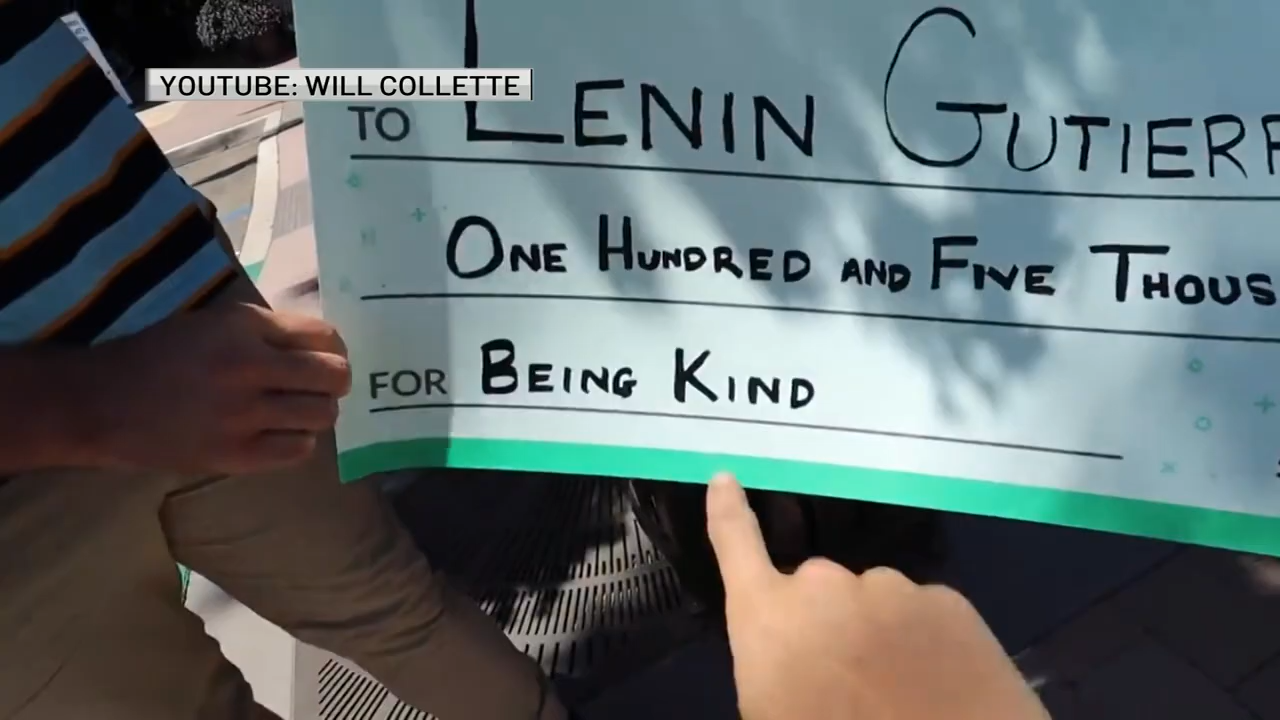 YOUTUBE: WILL COLLETTE
TO LENIN GUTIERR
ONE HUNDRED AND FIVE THOUS
FOR BEING KIND